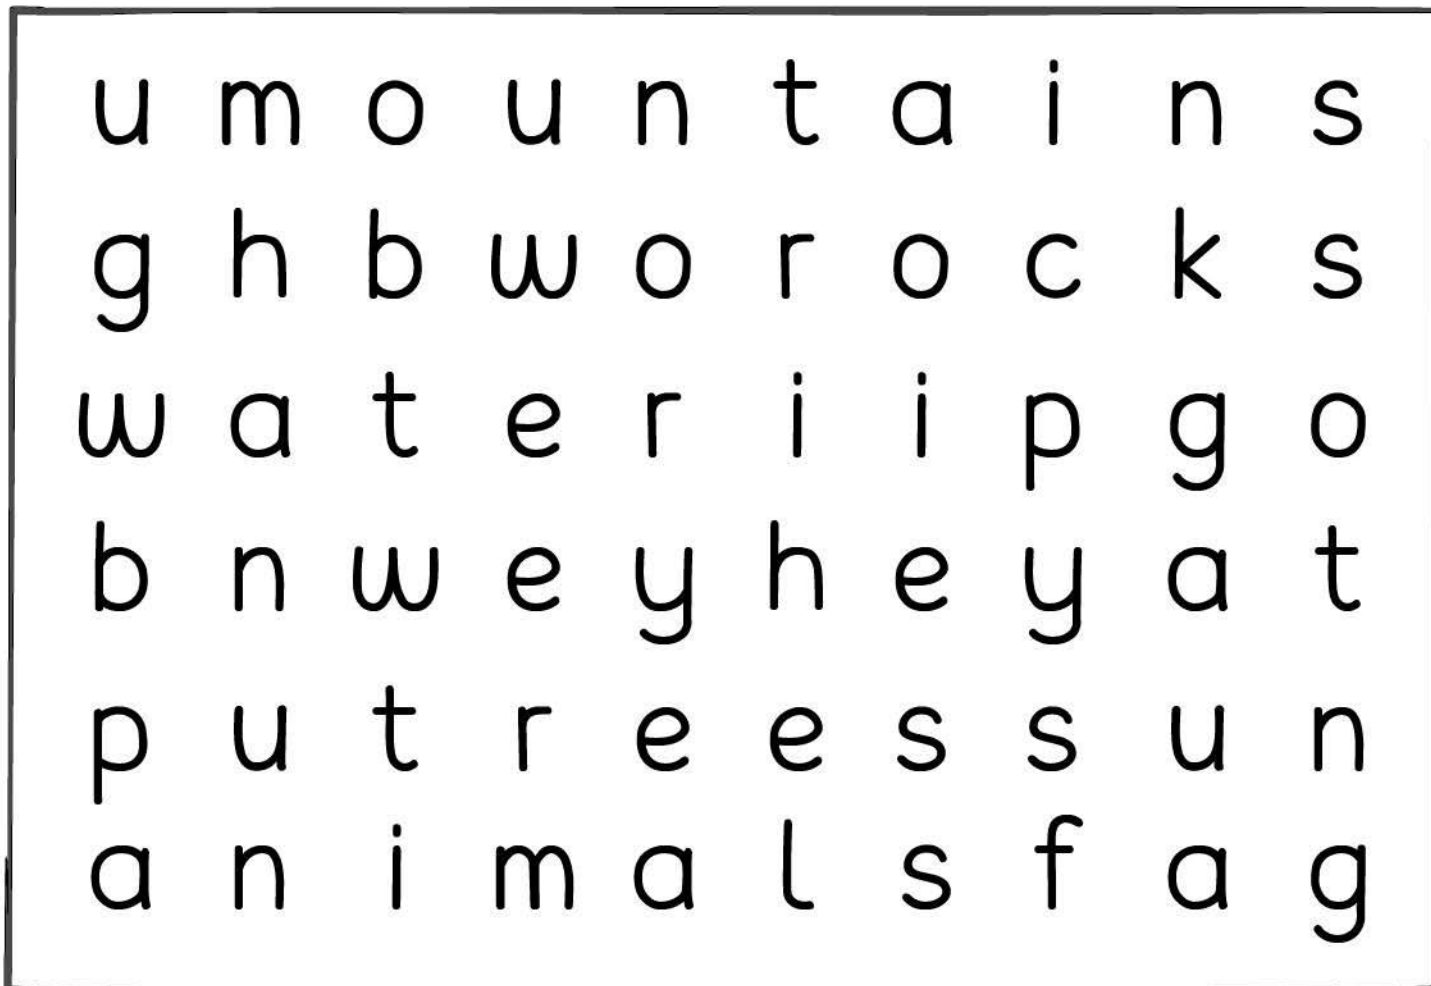 u m o u n t a i n s
g h b w o r o c k s
w a t e r i i p g o
b n w e y h e y a t
p u t r e e s s u n
a n i m a l s f a g